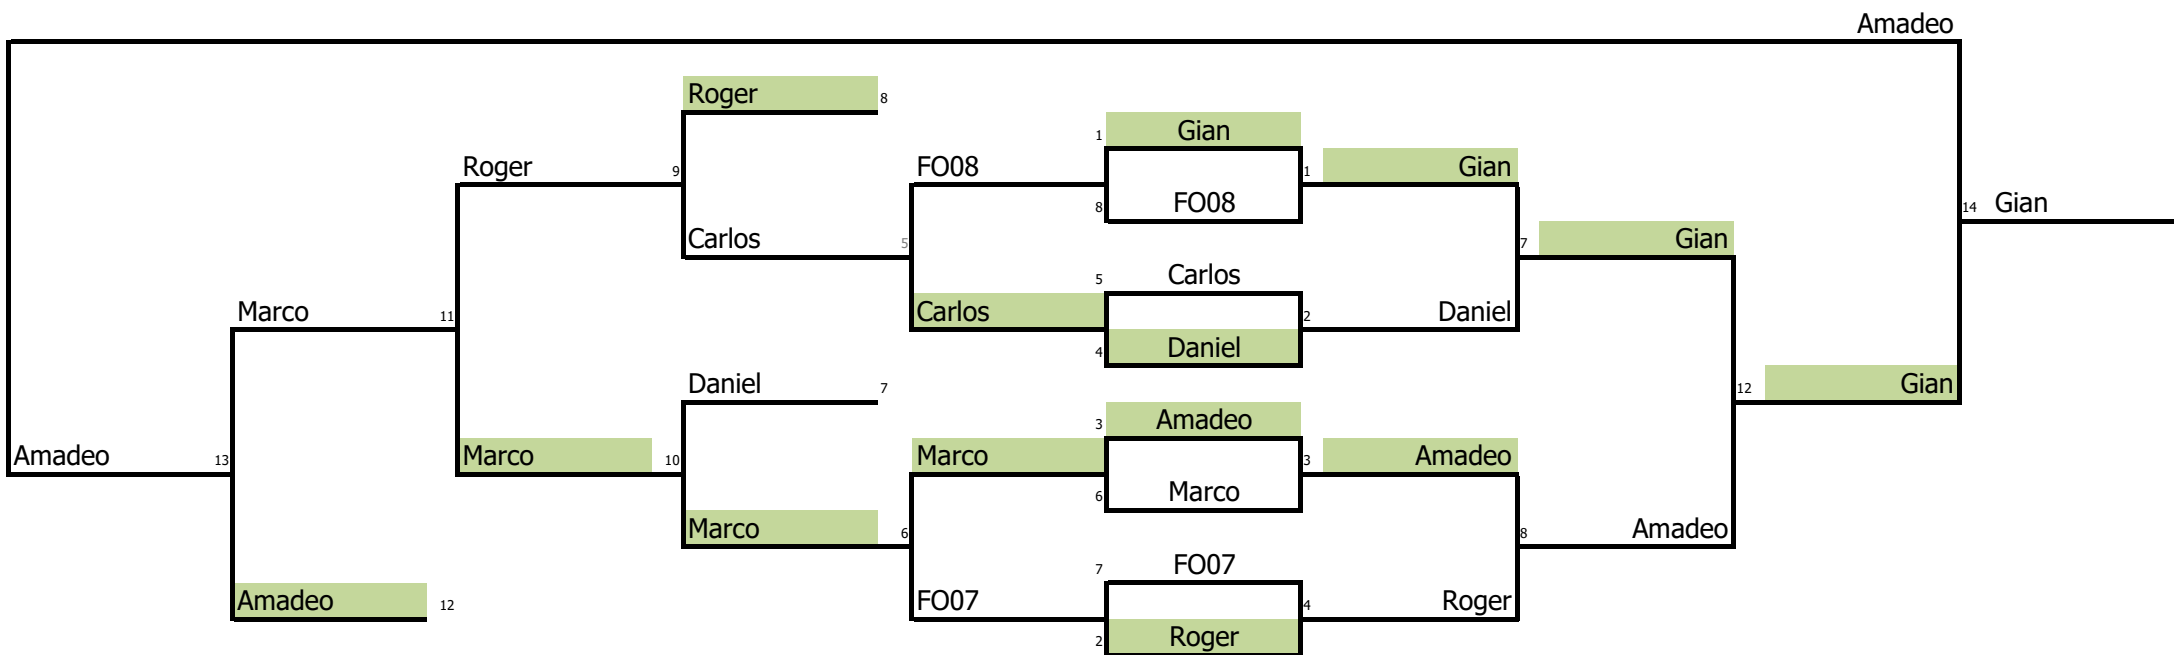 Amadeo
Roger 8
1 Gian
Roger 9 FO08 1 Gian
8 FO08 14 Gian
Carlos 5 7 Gian
5 Carlos
Marco 11 Carlos 2 Daniel
4 Daniel
Daniel 7 12 Gian
3 Amadeo
Amadeo 13 Marco 10 Marco 3 Amadeo
6 Marco
Marco 6 8 Amadeo
7 FO07
Amadeo 12 FO07 4 Roger
2 Roger